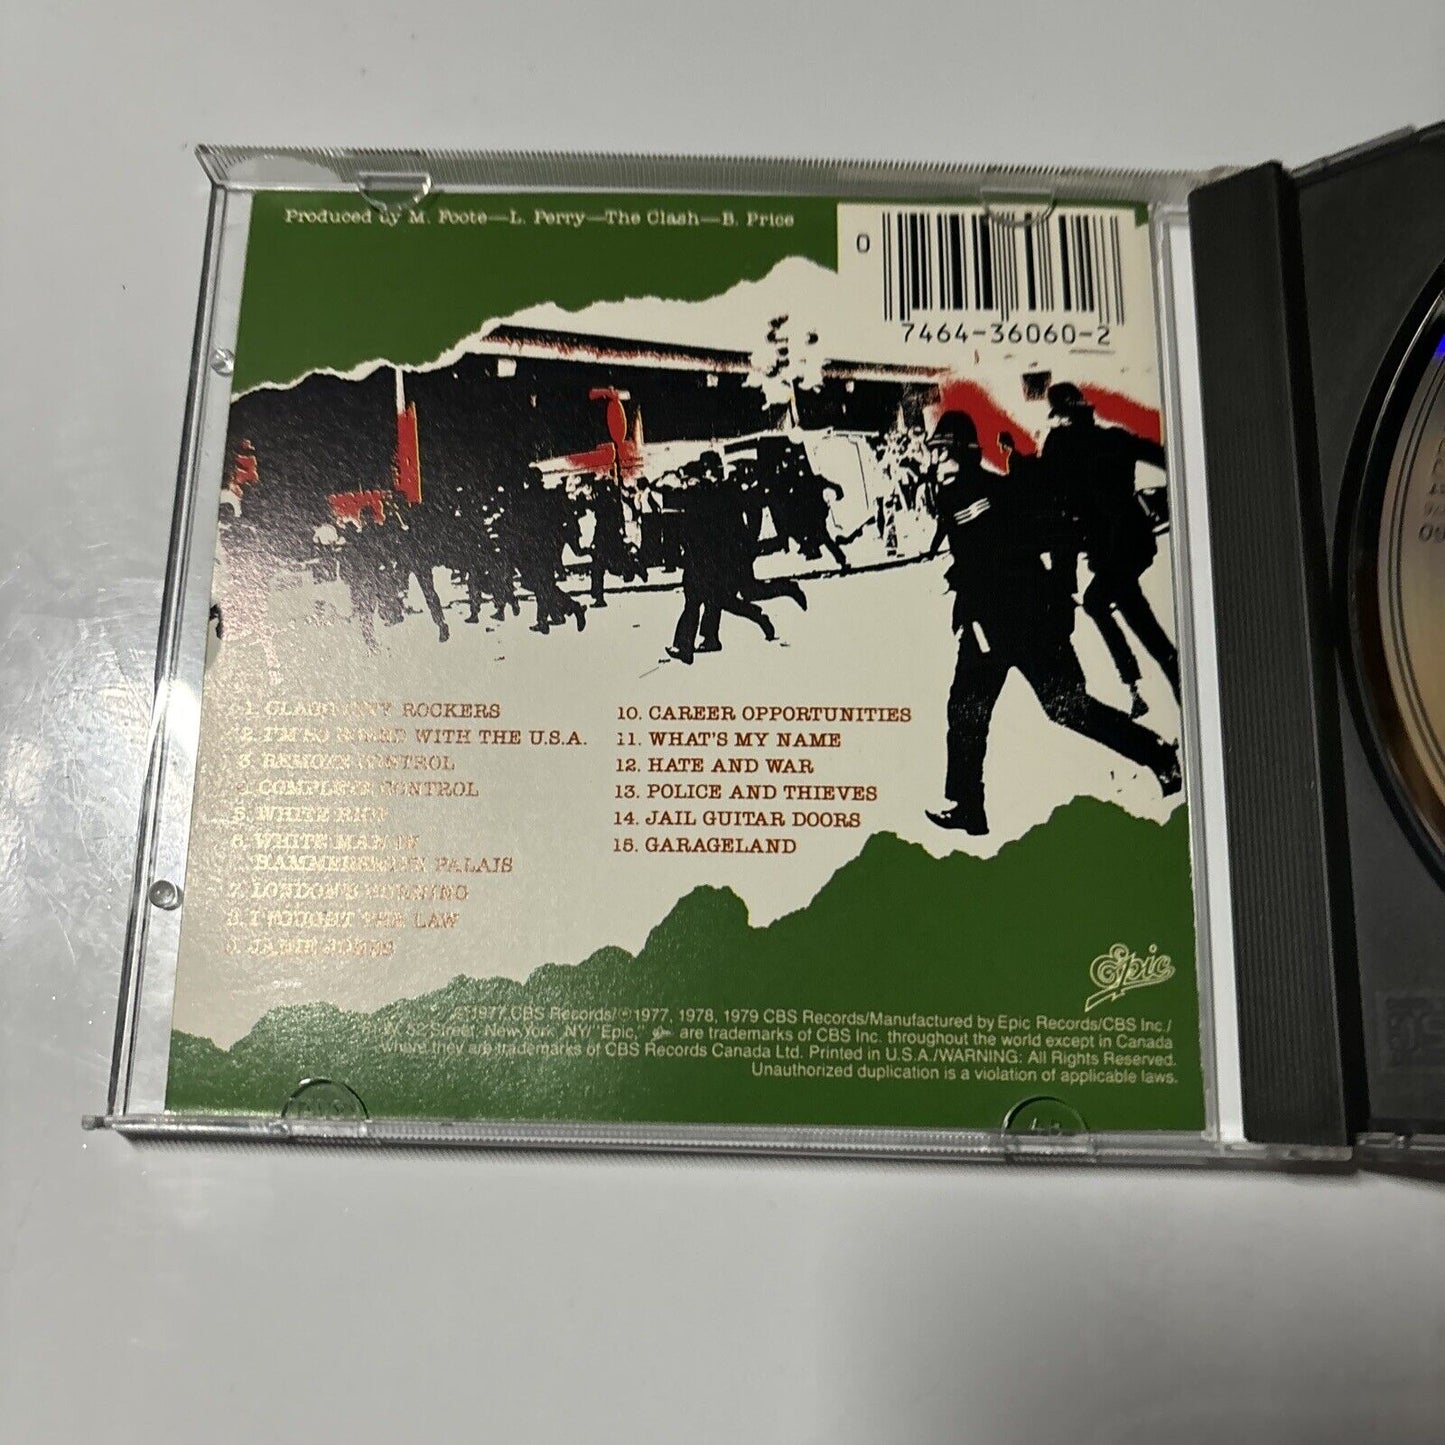 Produced by M. Foote—L. Perry—The Clash—B. Price
0
7464-36060-2
1. CLASH CITY ROCKERS
2. I'M SO BORED WITH THE U.S.A.
3. REMOTE CONTROL
4. COMPLETE CONTROL
5. WHITE RIOT
6. WHITE MAN IN
HAMMERSMITH PALAIS
7. LONDON'S BURNING
8. I FOUGHT THE LAW
9. JANIE JONES
10. CAREER OPPORTUNITIES
11. WHAT'S MY NAME
12. HATE AND WAR
13. POLICE AND THIEVES
14. JAIL GUITAR DOORS
15. GARAGELAND
Epic
©1977 CBS Records/℗1977, 1978, 1979 CBS Records/Manufactured by Epic Records/CBS Inc./
51 W. 52 Street, New York, NY/"Epic," are trademarks of CBS Inc. throughout the world except in Canada
where they are trademarks of CBS Records Canada Ltd. Printed in U.S.A./WARNING: All Rights Reserved.
Unauthorized duplication is a violation of applicable laws.